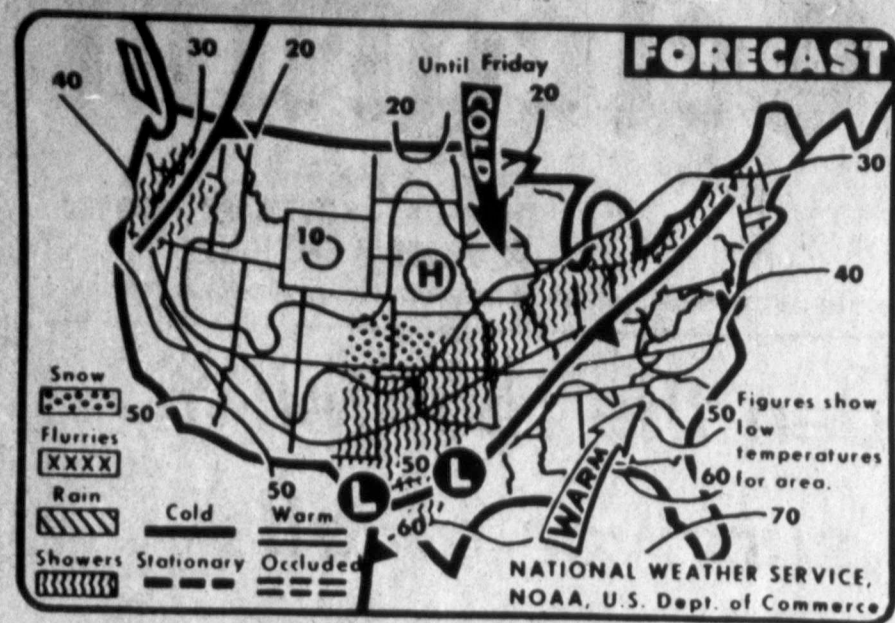 FORECAST
Until Friday
30
20
40
20
20
COLD
30
10
H
40
Snow
50
50
Figures show
low
temperatures
for area.
Flurries
XXXX
Rain
50
50
60
70
L
L
60
WARM
Cold
Warm
Showers
Stationary
Occluded
NATIONAL WEATHER SERVICE,
NOAA, U.S. Dept. of Commerce